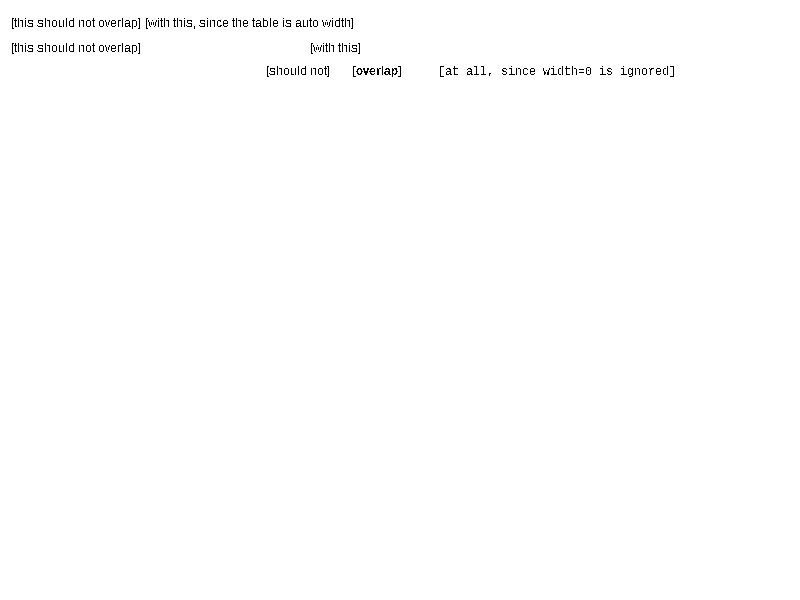 [this should not overlap] [with this, since the table is auto width]
[this should not overlap] [with this]
[should not] [overlap] [at all, since width=0 is ignored]